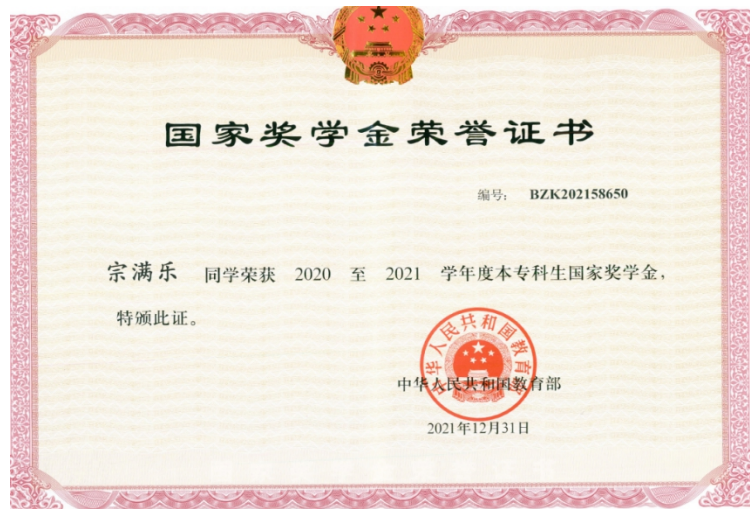 国家奖学金荣誉证书
编号： BZK202158650
宗满乐 同学荣获 2020 至 2021 学年度本专科生国家奖学金，
特颁此证。
中华人民共和国教育部
中华人民共和国教育部
2021年12月31日